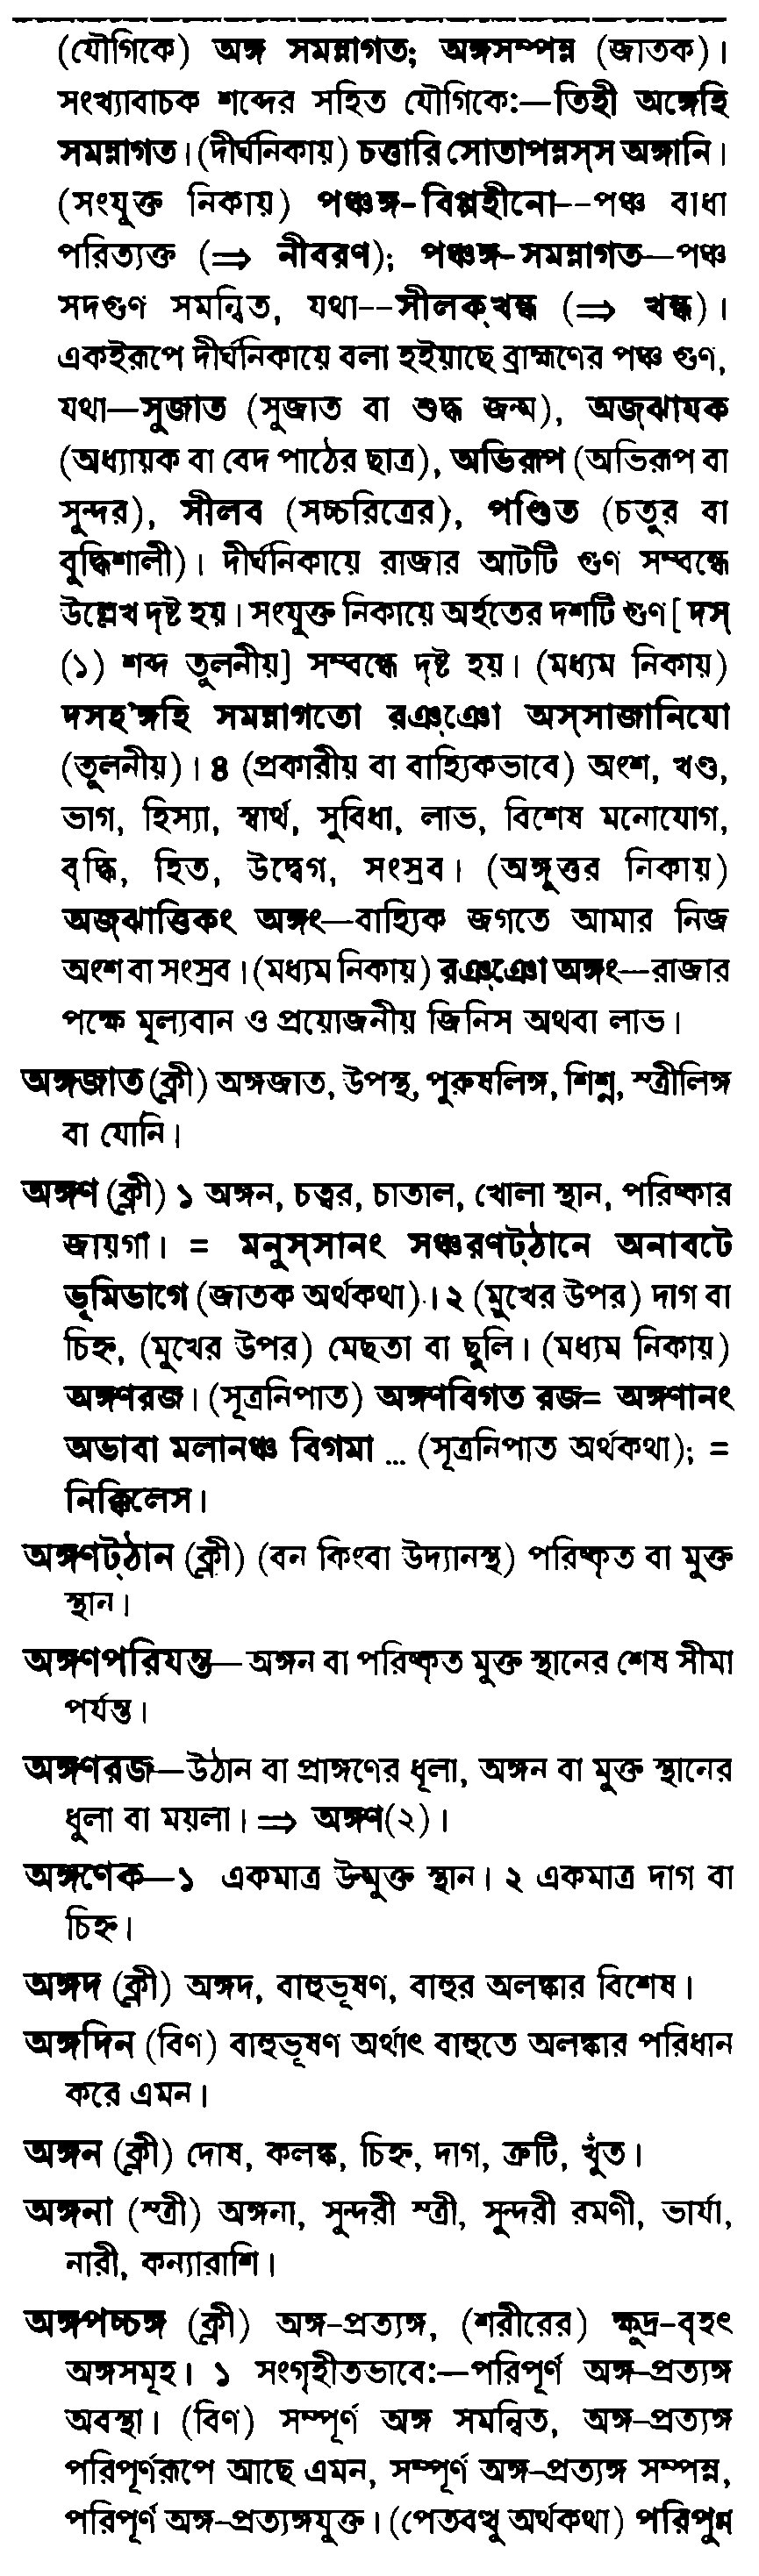 (যৌগিকে) অঙ্গ সমন্নাগত; অঙ্গসম্পন্ন (জাতক)।
সংখ্যাবাচক শব্দের সহিত যৌগিকে:—তিহী অঙ্গেহি
সমন্নাগত। (দীর্ঘনিকায়) চত্তারি সোতাপন্নস্স অঙ্গানি।
(সংযুক্ত নিকায়) পঞ্চঙ্গ-বিপ্পহীনো--পঞ্চ বাধা
পরিত্যক্ত (⇒ নীবরণ); পঞ্চঙ্গ-সমন্নাগত—পঞ্চ
সদগুণ সমন্বিত, যথা--সীলক্খন্ধ (⇒ খন্ধ)।
একইরূপে দীর্ঘনিকায়ে বলা হইয়াছে ব্রাহ্মণের পঞ্চ গুণ,
যথা—সুজাত (সুজাত বা শুদ্ধ জন্ম), অজ্ঝাযক
(অধ্যায়ক বা বেদ পাঠের ছাত্র), অভিরূপ (অভিরূপ বা
সুন্দর), সীলব (সচ্চরিত্রের), পণ্ডিত (চতুর বা
বুদ্ধিশালী)। দীর্ঘনিকায়ে রাজার আটটি গুণ সম্বন্ধে
উল্লেখ দৃষ্ট হয়। সংযুক্ত নিকায়ে অর্হতের দশটি গুণ [দস্
(১) শব্দ তুলনীয়] সম্বন্ধে দৃষ্ট হয়। (মধ্যম নিকায়)
দসহ'ঙ্গহি সমন্নাগতো রঞ্ঞো অস্সাজানিযো
(তুলনীয়)। ৪ (প্রকারীয় বা বাহ্যিকভাবে) অংশ, খণ্ড,
ভাগ, হিস্যা, স্বার্থ, সুবিধা, লাভ, বিশেষ মনোযোগ,
বৃদ্ধি, হিত, উদ্বেগ, সংস্রব। (অঙ্গুত্তর নিকায়)
অজ্ঝাত্তিকং অঙ্গং—বাহ্যিক জগতে আমার নিজ
অংশ বা সংস্রব। (মধ্যম নিকায়) রঞ্ঞো অঙ্গং—রাজার
পক্ষে মূল্যবান ও প্রয়োজনীয় জিনিস অথবা লাভ।
অঙ্গজাত (ক্লী) অঙ্গজাত, উপস্থ, পুরুষলিঙ্গ, শিশ্ন, স্ত্রীলিঙ্গ
বা যোনি।
অঙ্গণ (ক্লী) ১ অঙ্গন, চত্বর, চাতাল, খোলা স্থান, পরিষ্কার
জায়গা। = মনুস্সানং সঞ্চরণট্ঠানে অনাবটে
ভূমিভাগে (জাতক অর্থকথা)। ২ (মুখের উপর) দাগ বা
চিহ্ন, (মূখের উপর) মেছতা বা ছুলি। (মধ্যম নিকায়)
অঙ্গণরজ। (সূত্রনিপাত) অঙ্গণবিগত রজ= অঙ্গণানং
অভাবা মলানঞ্চ বিগমা ... (সূত্রনিপাত অর্থকথা); =
নিক্কিলেস।
অঙ্গণট্ঠান (ক্লী) (বন কিংবা উদ্যানস্থ) পরিষ্কৃত বা মুক্ত
স্থান।
অঙ্গণপরিযন্ত—অঙ্গন বা পরিষ্কৃত মুক্ত স্থানের শেষ সীমা
পর্যন্ত।
অঙ্গণরজ—উঠান বা প্রাঙ্গণের ধূলা, অঙ্গন বা মুক্ত স্থানের
ধুলা বা ময়লা। ⇒ অঙ্গণ(২)।
অঙ্গণেক—১ একমাত্র উন্মুক্ত স্থান। ২ একমাত্র দাগ বা
চিহ্ন।
অঙ্গদ (ক্লী) অঙ্গদ, বাহুভূষণ, বাহুর অলঙ্কার বিশেষ।
অঙ্গদিন (বিণ) বাহুভূষণ অর্থাৎ বাহুতে অলঙ্কার পরিধান
করে এমন।
অঙ্গন (ক্লী) দোষ, কলঙ্ক, চিহ্ন, দাগ, ত্রুটি, খুঁত।
অঙ্গনা (স্ত্রী) অঙ্গনা, সুন্দরী স্ত্রী, সুন্দরী রমণী, ভার্যা,
নারী, কন্যারাশি।
অঙ্গপচ্চঙ্গ (ক্লী) অঙ্গ-প্রত্যঙ্গ, (শরীরের) ক্ষুদ্র-বৃহৎ
অঙ্গসমূহ। ১ সংগৃহীতভাবে:—পরিপূর্ণ অঙ্গ-প্রত্যঙ্গ
অবস্থা। (বিণ) সম্পূর্ণ অঙ্গ সমন্বিত, অঙ্গ-প্রত্যঙ্গ
পরিপূর্ণরূপে আছে এমন, সম্পূর্ণ অঙ্গ-প্রত্যঙ্গ সম্পন্ন,
পরিপূর্ণ অঙ্গ-প্রত্যঙ্গযুক্ত। (পেতবত্থু অর্থকথা) পরিপুন্ন